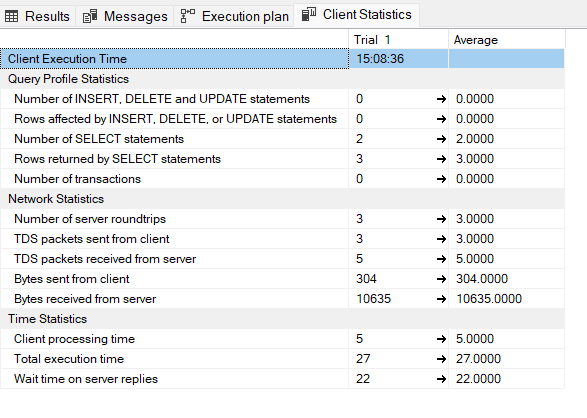 Results Messages Execution plan Client Statistics
Trial 1 Average
Client Execution Time 15:08:36
Query Profile Statistics
Number of INSERT, DELETE and UPDATE statements 0 → 0.0000
Rows affected by INSERT, DELETE, or UPDATE statements 0 → 0.0000
Number of SELECT statements 2 → 2.0000
Rows returned by SELECT statements 3 → 3.0000
Number of transactions 0 → 0.0000
Network Statistics
Number of server roundtrips 3 → 3.0000
TDS packets sent from client 3 → 3.0000
TDS packets received from server 5 → 5.0000
Bytes sent from client 304 → 304.0000
Bytes received from server 10635 → 10635.0000
Time Statistics
Client processing time 5 → 5.0000
Total execution time 27 → 27.0000
Wait time on server replies 22 → 22.0000